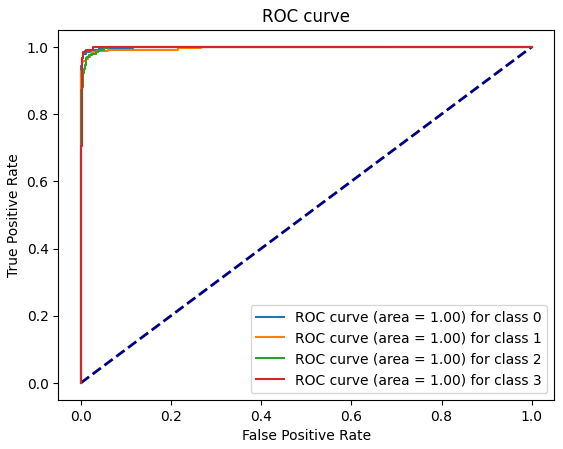 ROC curve
1.0
0.8
0.6
0.4
0.2
0.0
True Positive Rate
ROC curve (area = 1.00) for class 0
ROC curve (area = 1.00) for class 1
ROC curve (area = 1.00) for class 2
ROC curve (area = 1.00) for class 3
0.0 0.2 0.4 0.6 0.8 1.0
False Positive Rate